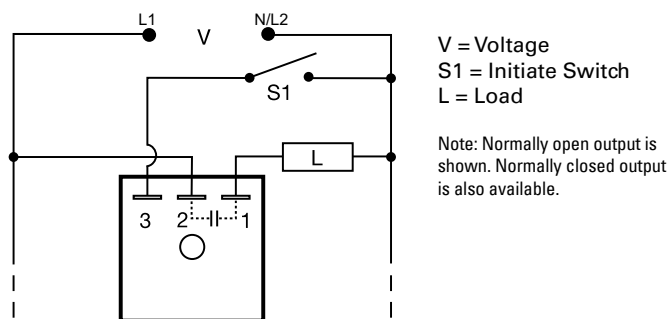 L1
V
N/L2
S1
L
3
2
1
V = Voltage
S1 = Initiate Switch
L = Load
Note: Normally open output is
shown. Normally closed output
is also available.